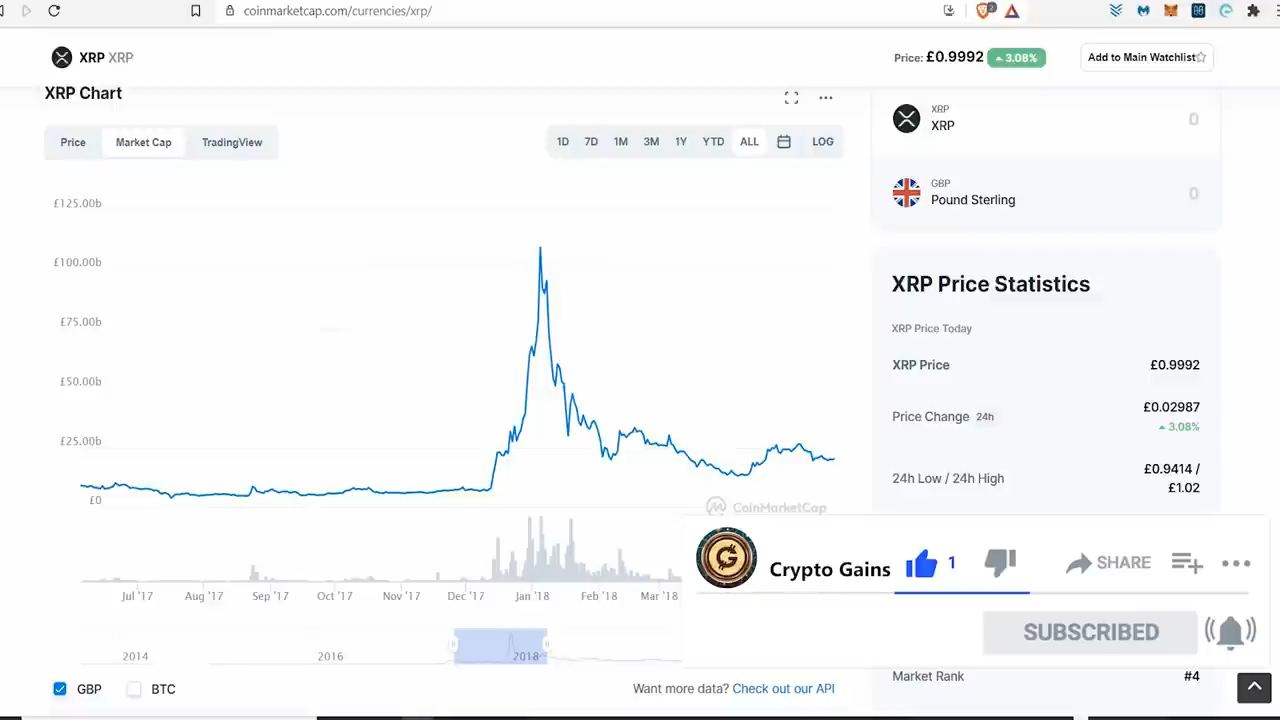 coinmarketcap.com/currencies/xrp/
XRP XRP
Price: £0.9992 3.08%
Add to Main Watchlist
XRP Chart
Price Market Cap TradingView
1D 7D 1M 3M 1Y YTD ALL LOG
£125.00b
£100.00b
£75.00b
£50.00b
£25.00b
£0
CoinMarketCap
Jul '17 Aug '17 Sep '17 Oct '17 Nov '17 Dec '17 Jan '18 Feb '18 Mar '18
2014 2016 2018
GBP BTC
Want more data? Check out our API
XRP
XRP
0
GBP
Pound Sterling
0
XRP Price Statistics
XRP Price Today
XRP Price £0.9992
Price Change 24h £0.02987
3.08%
24h Low / 24h High £0.9414 /
£1.02
Crypto Gains 1 SHARE
SUBSCRIBED
Market Rank #4